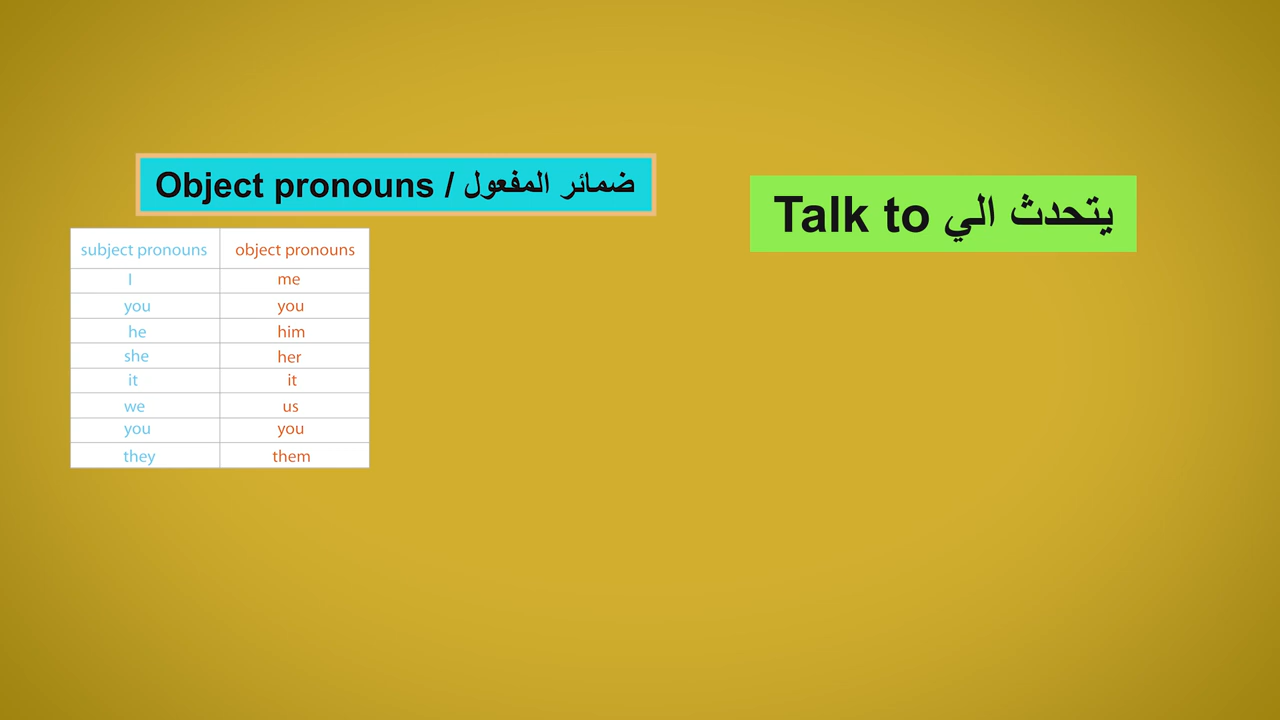 Object pronouns / ضمائر المفعول
Talk to يتحدث الي
subject pronouns object pronouns
I me
you you
he him
she her
it it
we us
you you
they them